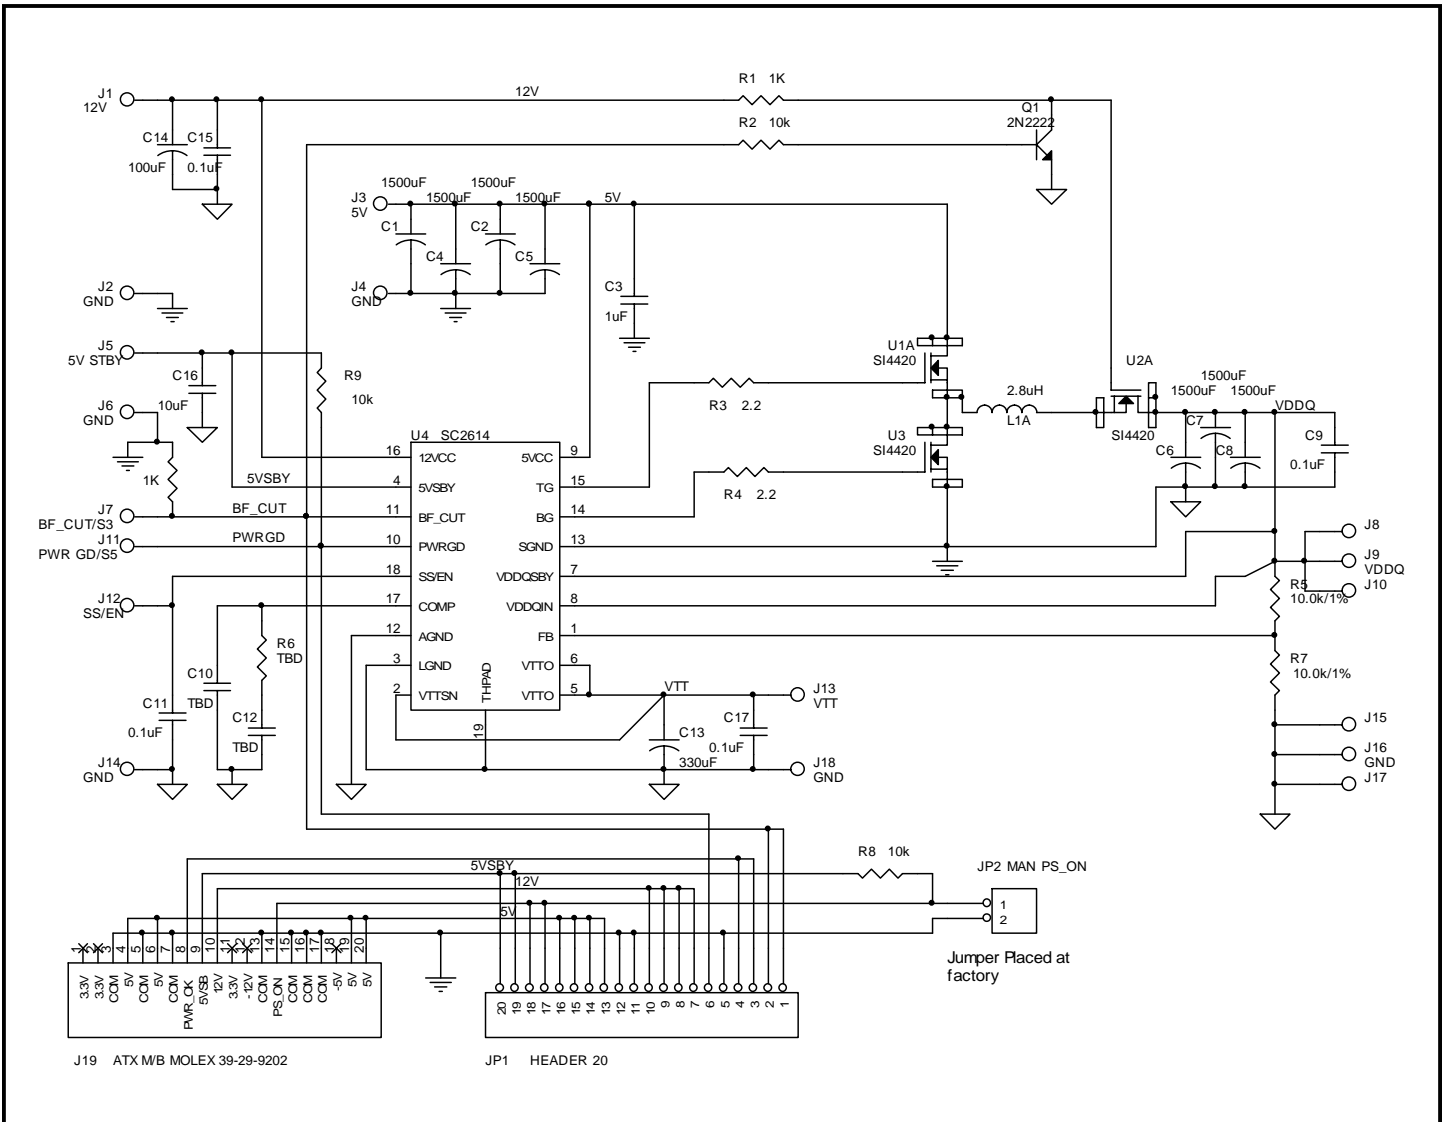 R1 1K
J1
12V
12V
Q1
2N2222
R2 10k
C14
C15
100uF
0.1uF
1500uF
1500uF
1500uF
1500uF
J3
5V
5V
C1
C2
C4
C5
J2
GND
J4
GND
C3
1uF
J5
5V STBY
C16
10uF
R9
10k
U1A
SI4420
U2A
R3 2.2
2.8uH
L1A
1500uF
1500uF
1500uF
VDDQ
SI4420
C7
C6
C8
C9
0.1uF
J6
GND
U3
SI4420
R4 2.2
U4 SC2614
16 12VCC 5VCC 9
5VSBY 4 5VSBY TG 15
1K
J7
BF_CUT/S3
BF_CUT 11 BF_CUT BG 14
J11
PWR GD/S5
PWRGD 10 PWRGD SGND 13
18 SS/EN VDDQSBY 7
J12
SS/EN
17 COMP VDDQIN 8
12 AGND FB 1
3 LGND VTTO 6
2 VTTSN VTTO 5
THPAD
19
J8
J9
VDDQ
J10
R5
10.0k/1%
R7
10.0k/1%
R6
TBD
C10
TBD
C11
0.1uF
C12
TBD
VTT
J13
VTT
C13
330uF
C17
0.1uF
J14
GND
J18
GND
J15
J16
GND
J17
R8 10k
5VSBY
12V
5V
JP2 MAN PS_ON
1
2
Jumper Placed at
factory
1 2 3 4 5 6 7 8 9 10 11 12 13 14 15 16 17 18 19 20
3.3V 3.3V COM 5V COM 5V COM PWR_OK 5VSB 12V 3.3V -12V COM PS_ON COM COM COM -5V 5V 5V
20 19 18 17 16 15 14 13 12 11 10 9 8 7 6 5 4 3 2 1
J19 ATX M/B MOLEX 39-29-9202
JP1 HEADER 20